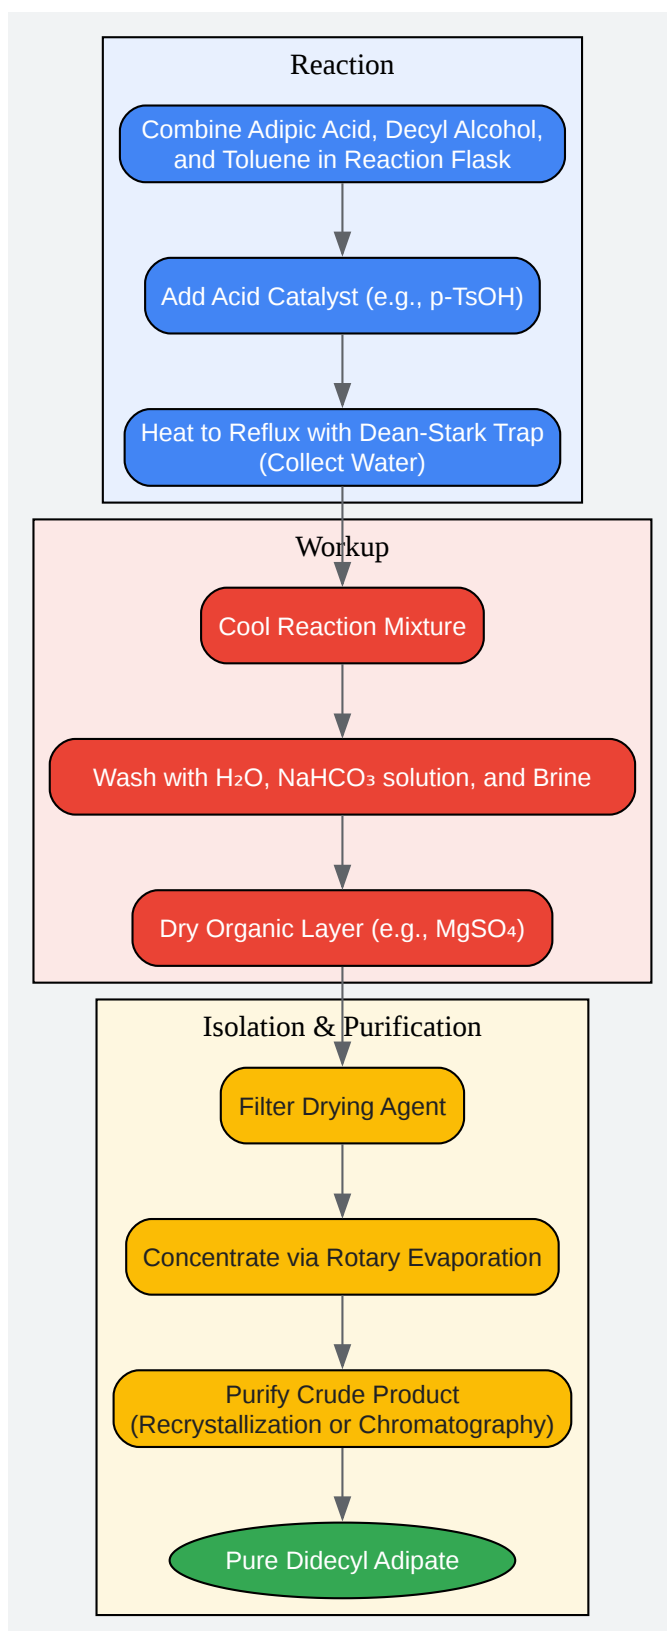 Reaction
Combine Adipic Acid, Decyl Alcohol,
and Toluene in Reaction Flask
Add Acid Catalyst (e.g., p-TsOH)
Heat to Reflux with Dean-Stark Trap
(Collect Water)
Workup
Cool Reaction Mixture
Wash with H₂O, NaHCO₃ solution, and Brine
Dry Organic Layer (e.g., MgSO₄)
Isolation & Purification
Filter Drying Agent
Concentrate via Rotary Evaporation
Purify Crude Product
(Recrystallization or Chromatography)
Pure Didecyl Adipate